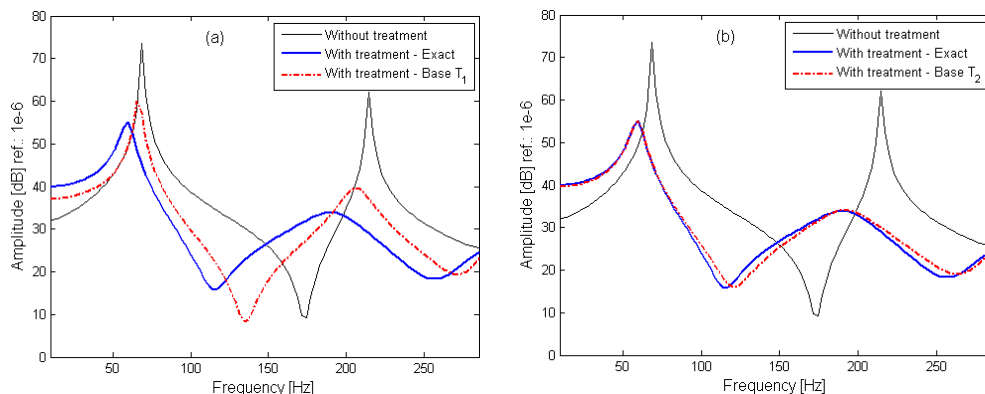 (a)
Without treatment
With treatment - Exact
With treatment - Base T1
Amplitude [dB] ref.: 1e-6
80
70
60
50
40
30
20
10
0
50
100
150
200
250
Frequency [Hz]
(b)
Without treatment
With treatment - Exact
With treatment - Base T2
Amplitude [dB] ref.: 1e-6
80
70
60
50
40
30
20
10
0
50
100
150
200
250
Frequency [Hz]